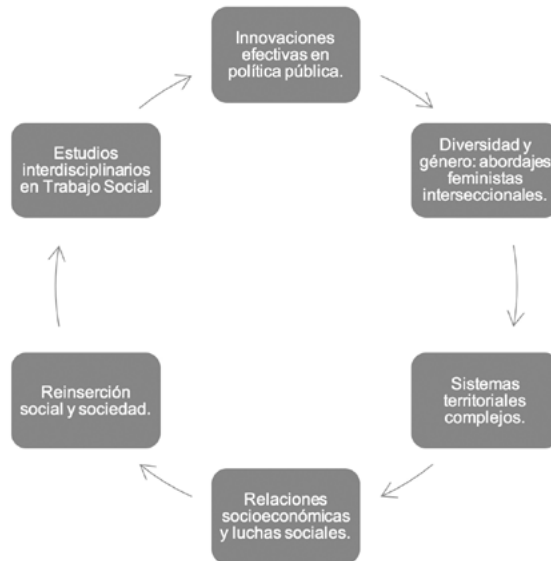 Innovaciones
efectivas en
política pública.
Diversidad y
género: abordajes
feministas
interseccionales.
Sistemas
territoriales
complejos.
Relaciones
socioeconómicas
y luchas sociales.
Reinserción
social y sociedad.
Estudios
interdisciplinarios
en Trabajo Social.